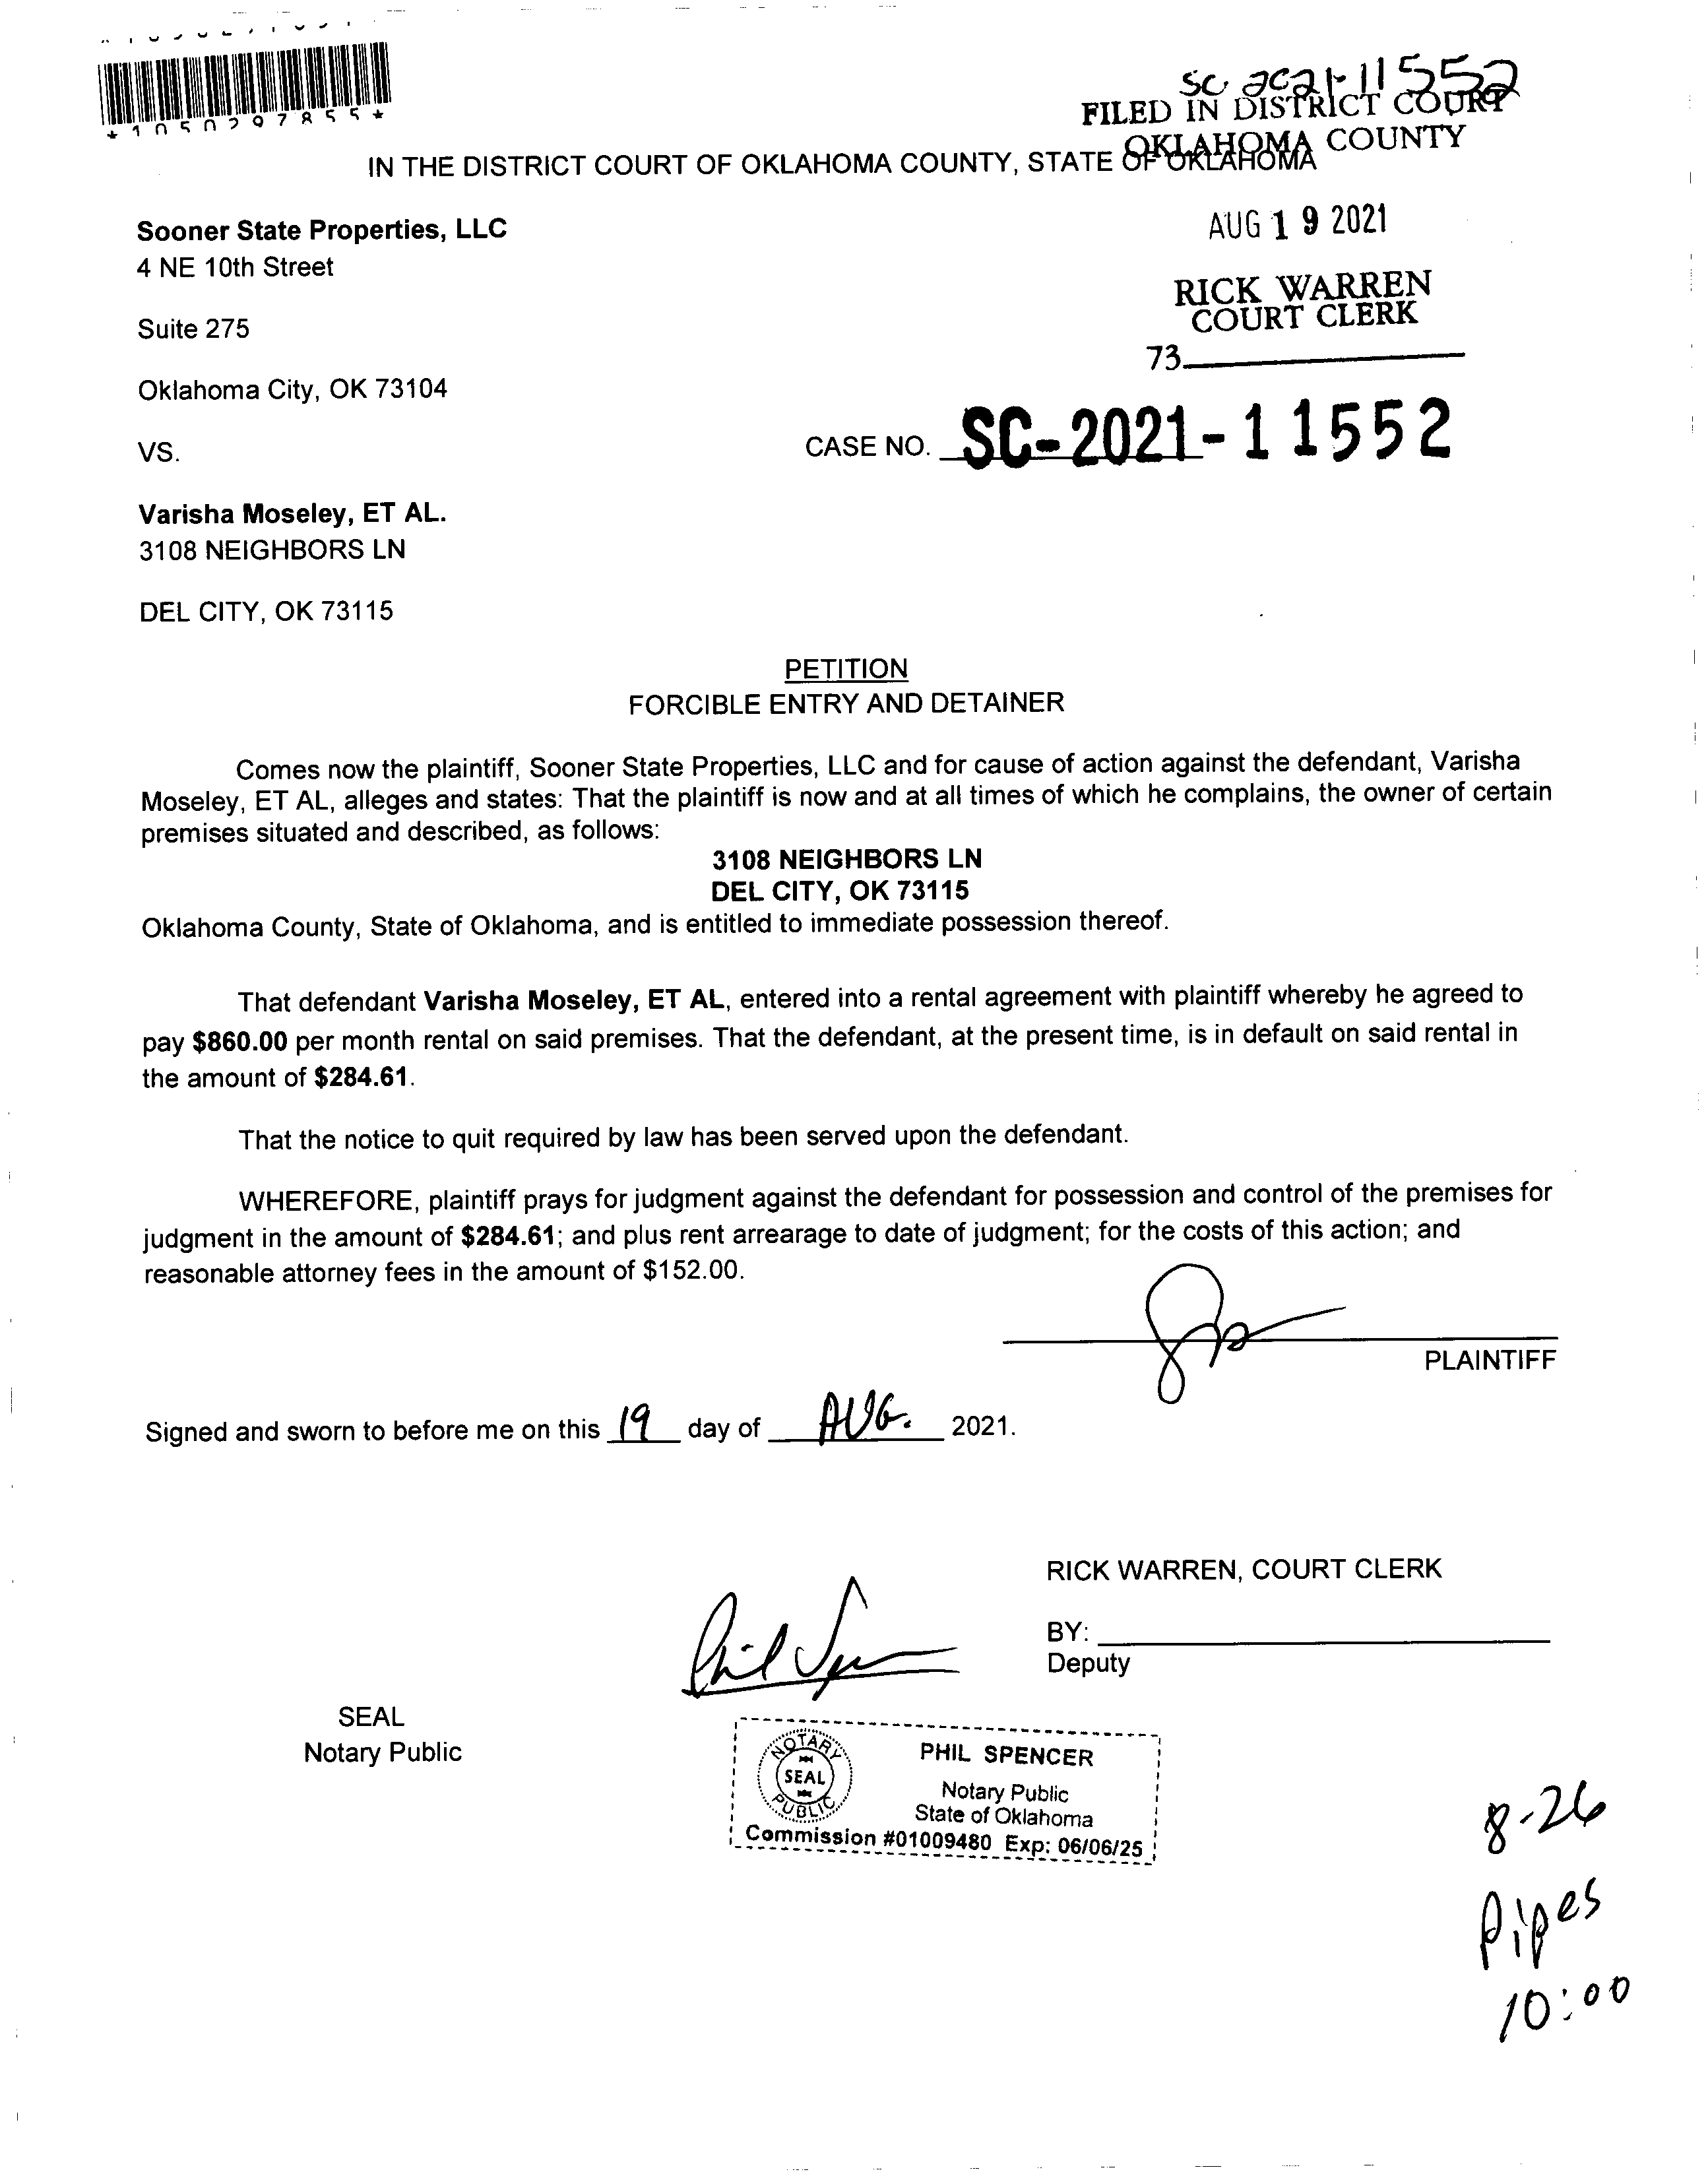 *1050297855*
SC 2021-11552
FILED IN DISTRICT COURT
OKLAHOMA COUNTY
IN THE DISTRICT COURT OF OKLAHOMA COUNTY, STATE OF OKLAHOMA
Sooner State Properties, LLC
4 NE 10th Street
AUG 19 2021
RICK WARREN
COURT CLERK
Suite 275
73
Oklahoma City, OK 73104
VS.
CASE NO. SC-2021-11552
Varisha Moseley, ET AL.
3108 NEIGHBORS LN
DEL CITY, OK 73115
PETITION
FORCIBLE ENTRY AND DETAINER
Comes now the plaintiff, Sooner State Properties, LLC and for cause of action against the defendant, Varisha
Moseley, ET AL, alleges and states: That the plaintiff is now and at all times of which he complains, the owner of certain
premises situated and described, as follows:
3108 NEIGHBORS LN
DEL CITY, OK 73115
Oklahoma County, State of Oklahoma, and is entitled to immediate possession thereof.
That defendant Varisha Moseley, ET AL, entered into a rental agreement with plaintiff whereby he agreed to
pay $860.00 per month rental on said premises. That the defendant, at the present time, is in default on said rental in
the amount of $284.61.
That the notice to quit required by law has been served upon the defendant.
WHEREFORE, plaintiff prays for judgment against the defendant for possession and control of the premises for
judgment in the amount of $284.61; and plus rent arrearage to date of judgment; for the costs of this action; and
reasonable attorney fees in the amount of $152.00.
PLAINTIFF
Signed and sworn to before me on this 19 day of AUG. 2021.
RICK WARREN, COURT CLERK
BY:
Deputy
SEAL
Notary Public
NOTARY
SEAL
PUBLIC
PHIL SPENCER
Notary Public
State of Oklahoma
Commission #01009480 Exp: 06/06/25
8-26
Pipes
10:00